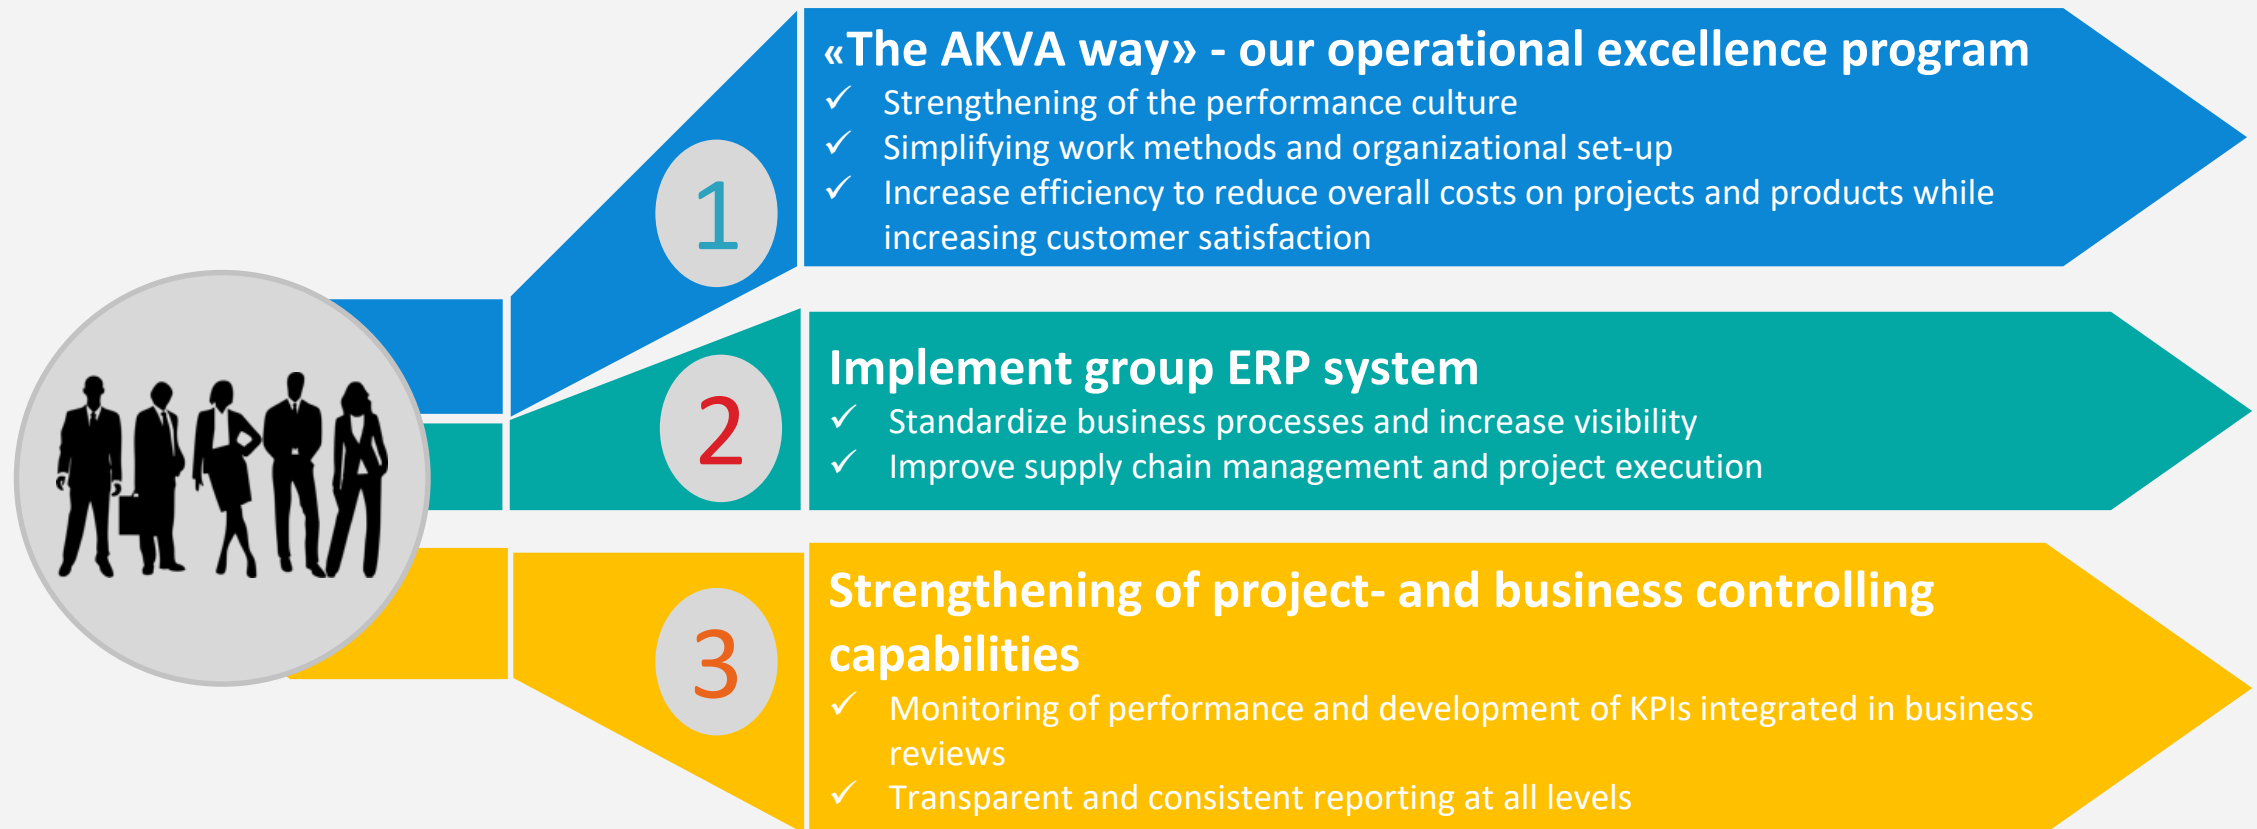 1
«The AKVA way» - our operational excellence program
✓ Strengthening of the performance culture
✓ Simplifying work methods and organizational set-up
✓ Increase efficiency to reduce overall costs on projects and products while
increasing customer satisfaction
2
Implement group ERP system
✓ Standardize business processes and increase visibility
✓ Improve supply chain management and project execution
3
Strengthening of project- and business controlling
capabilities
✓ Monitoring of performance and development of KPIs integrated in business
reviews
✓ Transparent and consistent reporting at all levels